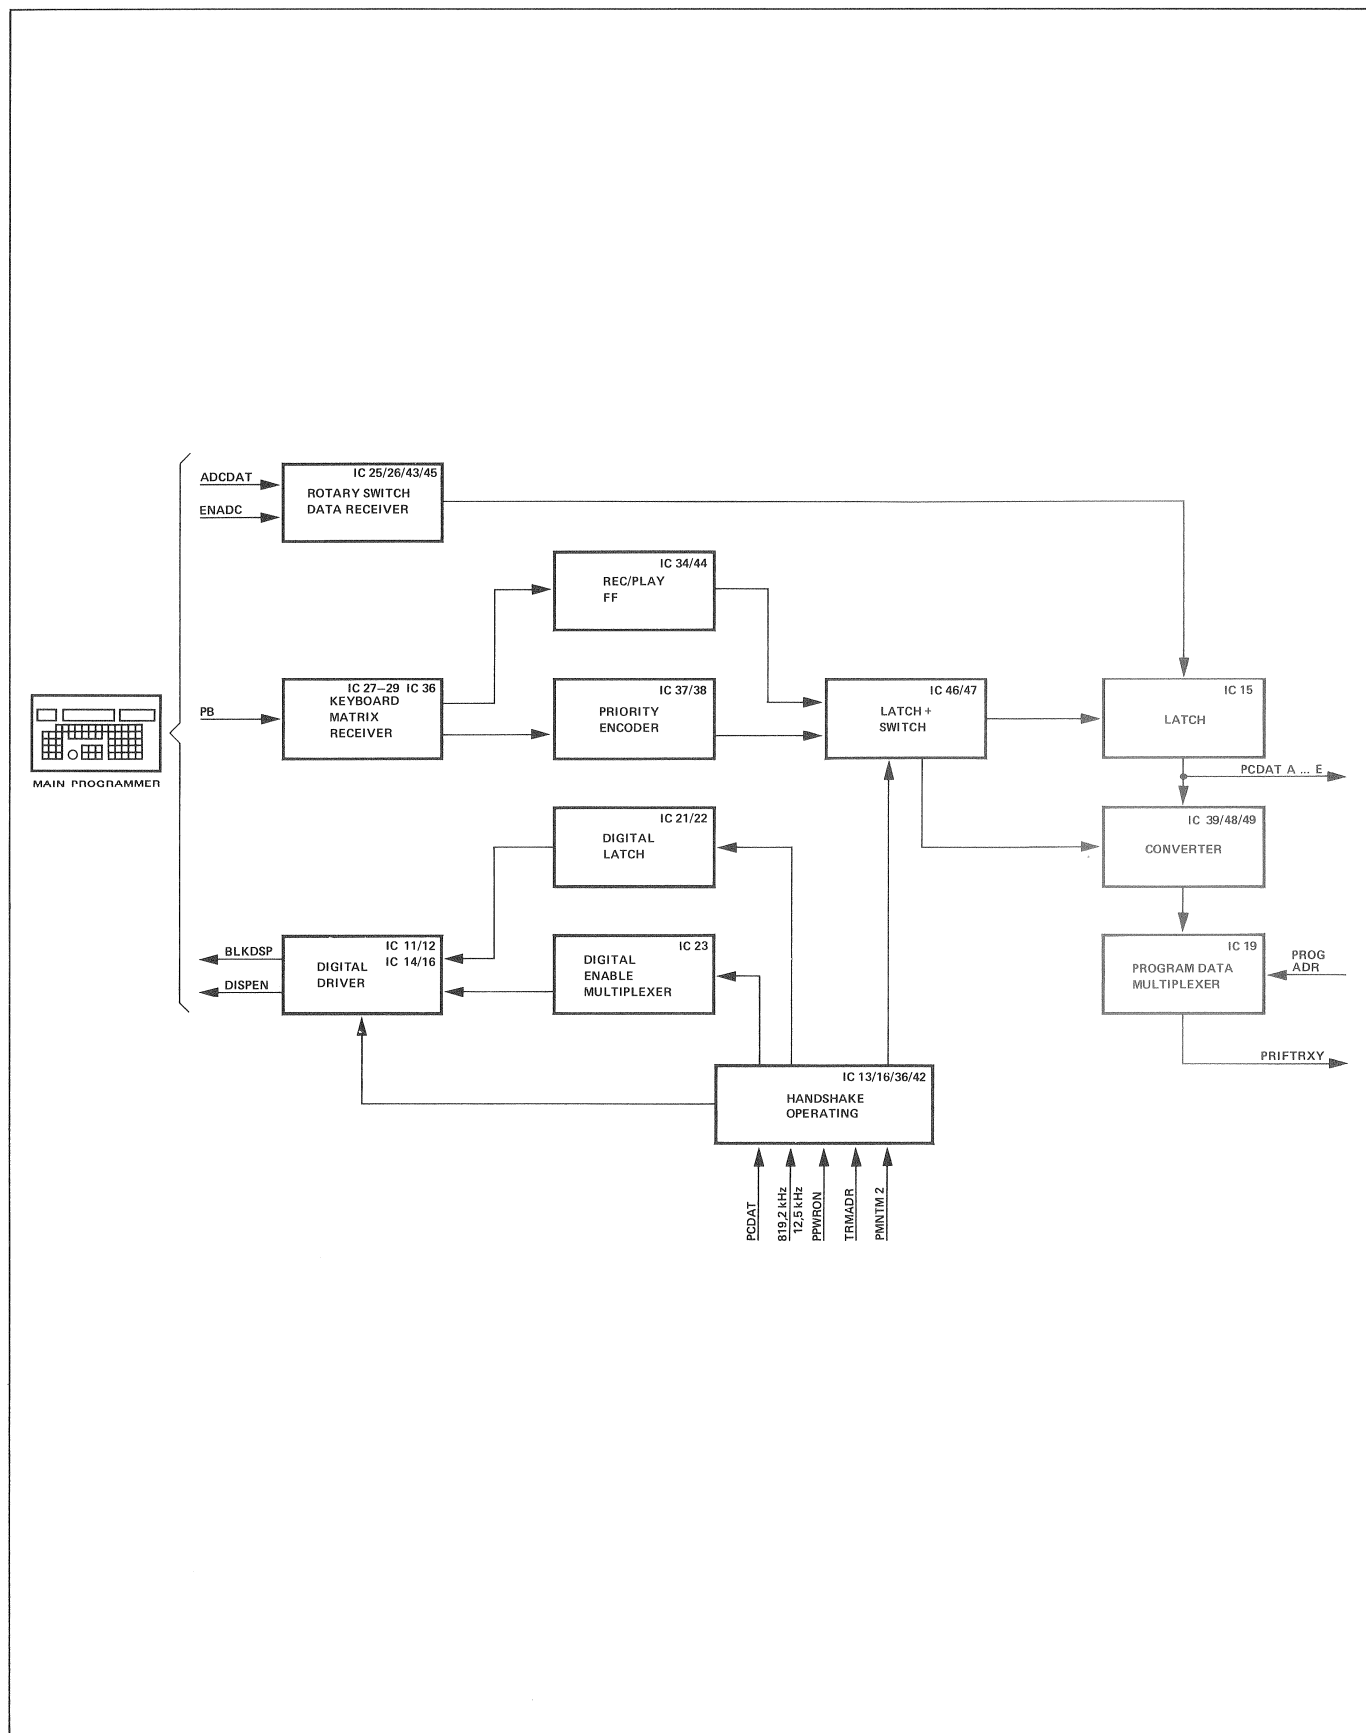 ADCDAT
ENADC
IC 25/26/43/45
ROTARY SWITCH
DATA RECEIVER
IC 34/44
REC/PLAY
FF
PB
IC 27–29 IC 36
KEYBOARD
MATRIX
RECEIVER
IC 37/38
PRIORITY
ENCODER
IC 46/47
LATCH +
SWITCH
IC 15
LATCH
MAIN PROGRAMMER
PCDAT A ... E
IC 21/22
DIGITAL
LATCH
IC 39/48/49
CONVERTER
BLKDSP
DISPEN
IC 11/12
IC 14/16
DIGITAL
DRIVER
IC 23
DIGITAL
ENABLE
MULTIPLEXER
IC 19
PROGRAM DATA
MULTIPLEXER
PROG
ADR
PRIFTRXY
IC 13/16/36/42
HANDSHAKE
OPERATING
PCDAT
819,2 kHz
12,5 kHz
PPWRON
TRMADR
PMNTM 2